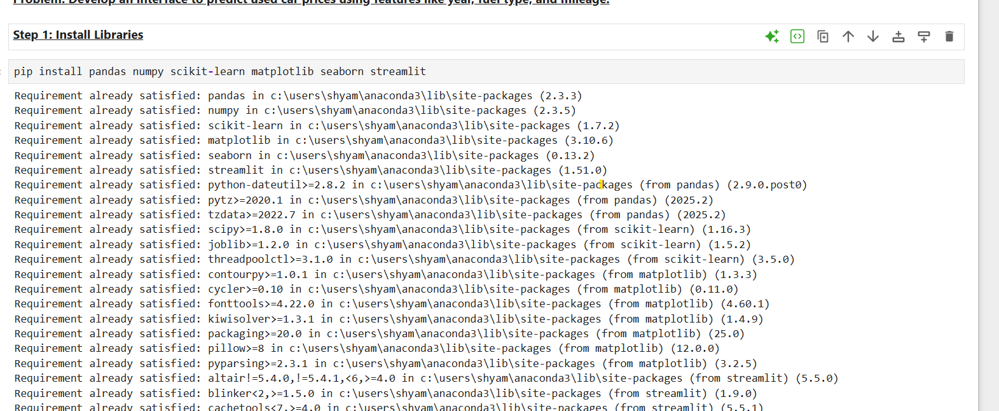 Problem: Develop an interface to predict used car prices using features like year, fuel type, and mileage.
Step 1: Install Libraries
pip install pandas numpy scikit-learn matplotlib seaborn streamlit
Requirement already satisfied: pandas in c:\users\shyam\anaconda3\lib\site-packages (2.3.3)
Requirement already satisfied: numpy in c:\users\shyam\anaconda3\lib\site-packages (2.3.5)
Requirement already satisfied: scikit-learn in c:\users\shyam\anaconda3\lib\site-packages (1.7.2)
Requirement already satisfied: matplotlib in c:\users\shyam\anaconda3\lib\site-packages (3.10.6)
Requirement already satisfied: seaborn in c:\users\shyam\anaconda3\lib\site-packages (0.13.2)
Requirement already satisfied: streamlit in c:\users\shyam\anaconda3\lib\site-packages (1.51.0)
Requirement already satisfied: python-dateutil>=2.8.2 in c:\users\shyam\anaconda3\lib\site-packages (from pandas) (2.9.0.post0)
Requirement already satisfied: pytz>=2020.1 in c:\users\shyam\anaconda3\lib\site-packages (from pandas) (2025.2)
Requirement already satisfied: tzdata>=2022.7 in c:\users\shyam\anaconda3\lib\site-packages (from pandas) (2025.2)
Requirement already satisfied: scipy>=1.8.0 in c:\users\shyam\anaconda3\lib\site-packages (from scikit-learn) (1.16.3)
Requirement already satisfied: joblib>=1.2.0 in c:\users\shyam\anaconda3\lib\site-packages (from scikit-learn) (1.5.2)
Requirement already satisfied: threadpoolctl>=3.1.0 in c:\users\shyam\anaconda3\lib\site-packages (from scikit-learn) (3.5.0)
Requirement already satisfied: contourpy>=1.0.1 in c:\users\shyam\anaconda3\lib\site-packages (from matplotlib) (1.3.3)
Requirement already satisfied: cycler>=0.10 in c:\users\shyam\anaconda3\lib\site-packages (from matplotlib) (0.11.0)
Requirement already satisfied: fonttools>=4.22.0 in c:\users\shyam\anaconda3\lib\site-packages (from matplotlib) (4.60.1)
Requirement already satisfied: kiwisolver>=1.3.1 in c:\users\shyam\anaconda3\lib\site-packages (from matplotlib) (1.4.9)
Requirement already satisfied: packaging>=20.0 in c:\users\shyam\anaconda3\lib\site-packages (from matplotlib) (25.0)
Requirement already satisfied: pillow>=8 in c:\users\shyam\anaconda3\lib\site-packages (from matplotlib) (12.0.0)
Requirement already satisfied: pyparsing>=2.3.1 in c:\users\shyam\anaconda3\lib\site-packages (from matplotlib) (3.2.5)
Requirement already satisfied: altair!=5.4.0,!=5.4.1,<6,>=4.0 in c:\users\shyam\anaconda3\lib\site-packages (from streamlit) (5.5.0)
Requirement already satisfied: blinker<2,>=1.5.0 in c:\users\shyam\anaconda3\lib\site-packages (from streamlit) (1.9.0)
Requirement already satisfied: cachetools<7,>=4.0 in c:\users\shyam\anaconda3\lib\site-packages (from streamlit) (5.5.1)